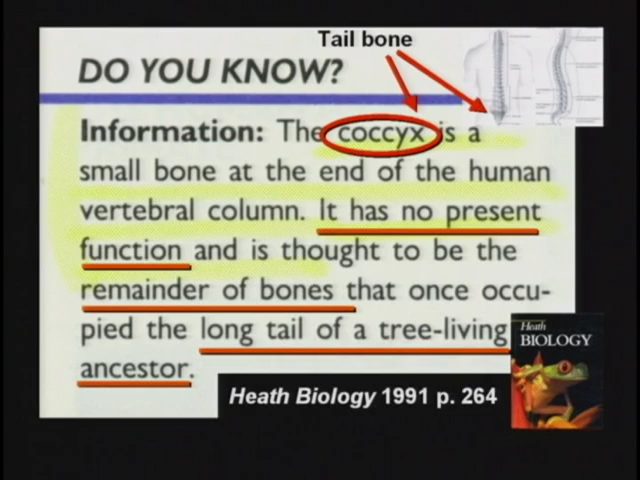 Tail bone
DO YOU KNOW?
Information: The coccyx is a
small bone at the end of the human
vertebral column. It has no present
function and is thought to be the
remainder of bones that once occu-
pied the long tail of a tree-living
ancestor.
Heath
BIOLOGY
Heath Biology 1991 p. 264